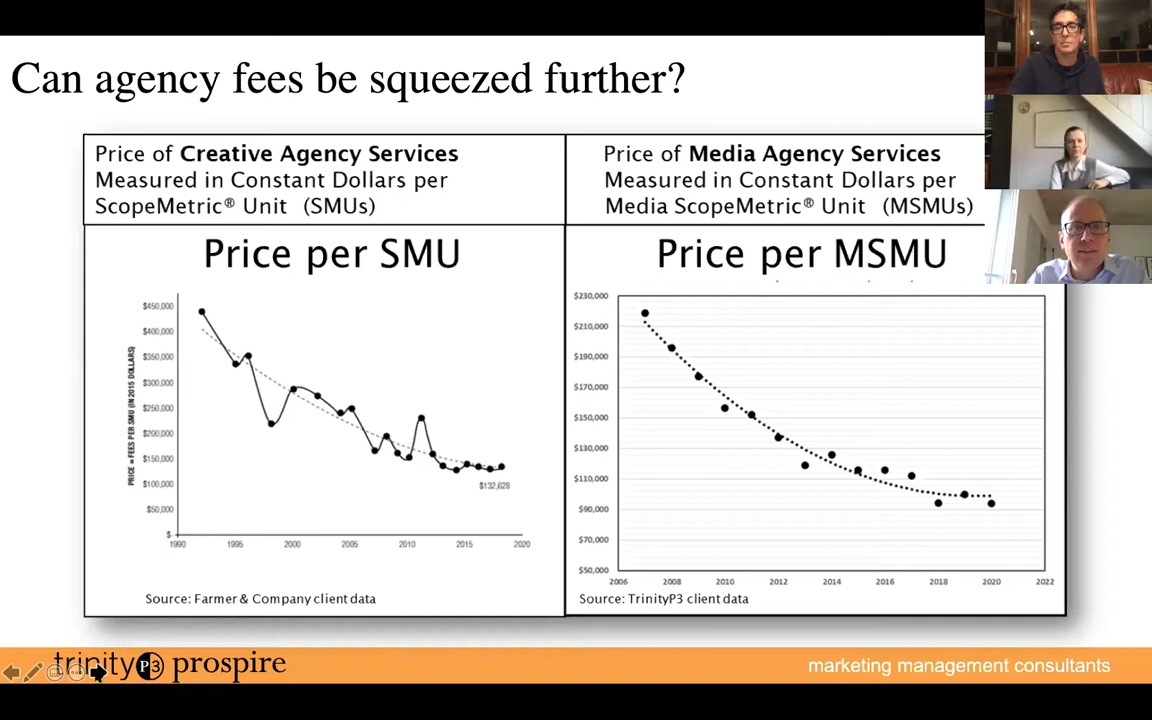 Can agency fees be squeezed further?
Price of Creative Agency Services
Measured in Constant Dollars per
ScopeMetric® Unit (SMUs)
Price of Media Agency Services
Measured in Constant Dollars per
Media ScopeMetric® Unit (MSMUs)
Price per SMU
PRICE = FEES PER SMU (IN 2015 DOLLARS)
$450,000
$400,000
$350,000
$300,000
$250,000
$200,000
$150,000
$100,000
$50,000
$-
1990 1995 2000 2005 2010 2015 2020
$132,628
Source: Farmer & Company client data
Price per MSMU
$230,000
$210,000
$190,000
$170,000
$150,000
$130,000
$110,000
$90,000
$70,000
$50,000
2006 2008 2010 2012 2014 2016 2018 2020 2022
Source: TrinityP3 client data
trinity P3 prospire
marketing management consultants